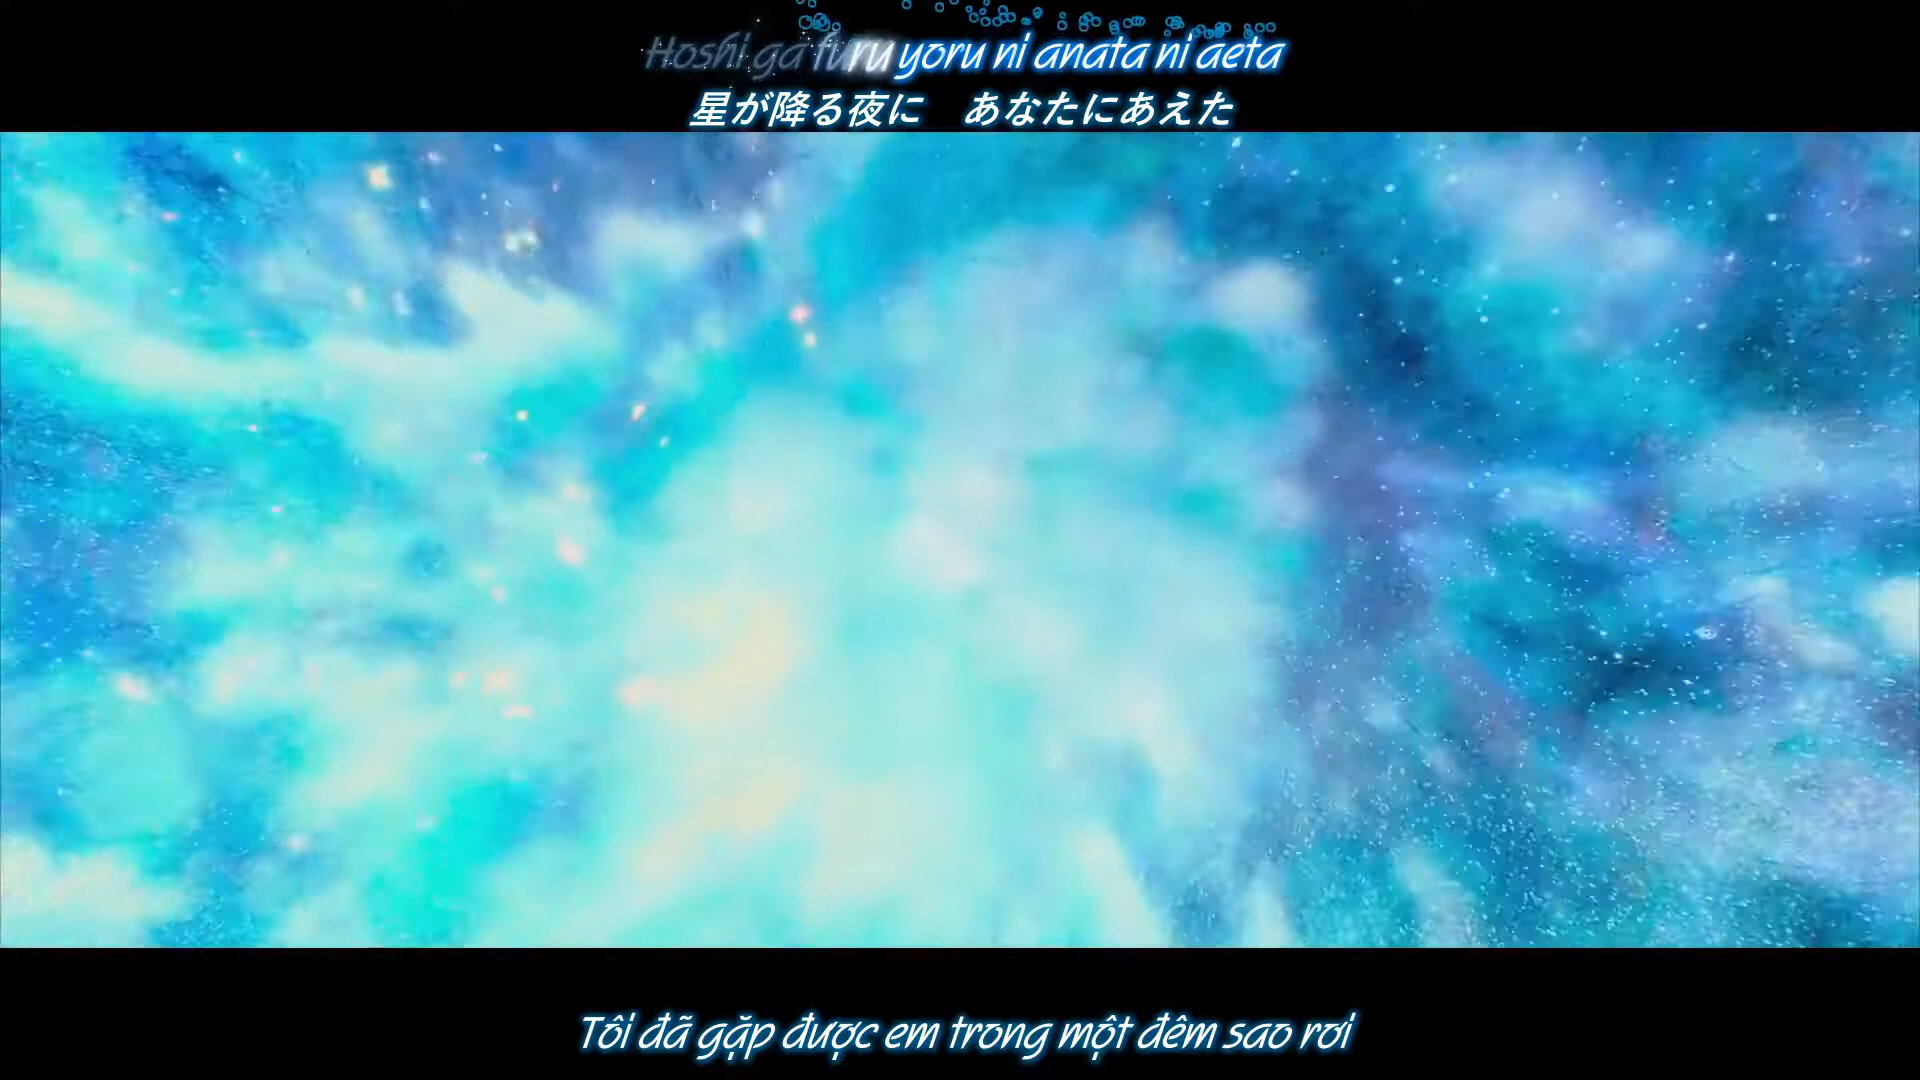 Hoshi ga furu yoru ni anata ni aeta
星が降る夜に　あなたにあえた
Tôi đã gặp được em trong một đêm sao rơi